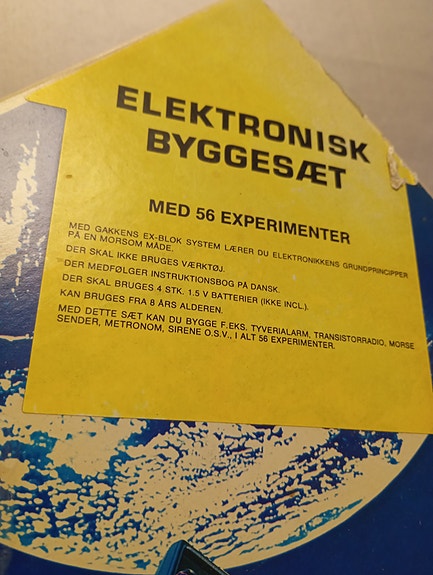 ELEKTRONISK
BYGGESÆT
MED 56 EXPERIMENTER
MED GAKKENS EX-BLOK SYSTEM LÆRER DU ELEKTRONIKKENS GRUNDPRINCIPPER
PÅ EN MORSOM MÅDE.
DER SKAL IKKE BRUGES VÆRKTØJ.
DER MEDFØLGER INSTRUKTIONSBOG PÅ DANSK.
DER SKAL BRUGES 4 STK. 1.5 V BATTERIER (IKKE INCL.).
KAN BRUGES FRA 8 ÅRS ALDEREN.
MED DETTE SÆT KAN DU BYGGE F.EKS. TYVERIALARM, TRANSISTORRADIO, MORSE
SENDER, METRONOM, SIRENE O.S.V., I ALT 56 EXPERIMENTER.